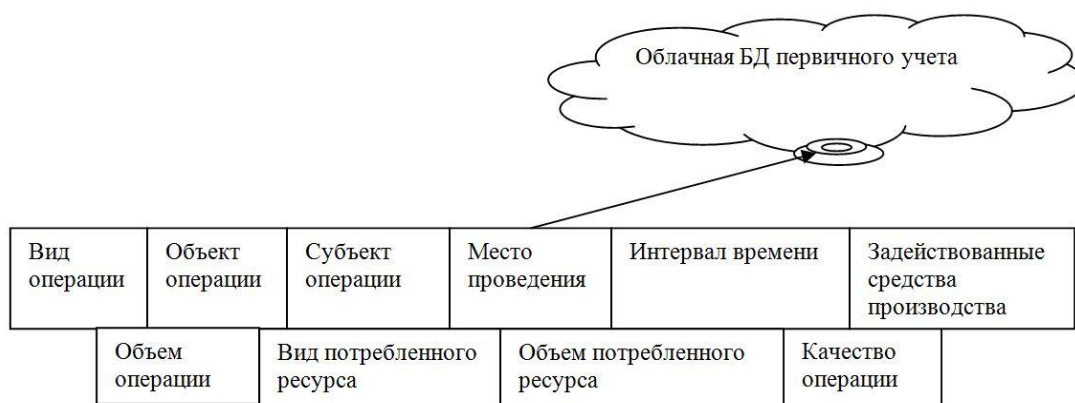 Облачная БД первичного учета
Вид
операции
Объект
операции
Субъект
операции
Место
проведения
Интервал времени
Задействованные
средства
производства
Объем
операции
Вид потребленного
ресурса
Объем потребленного
ресурса
Качество
операции